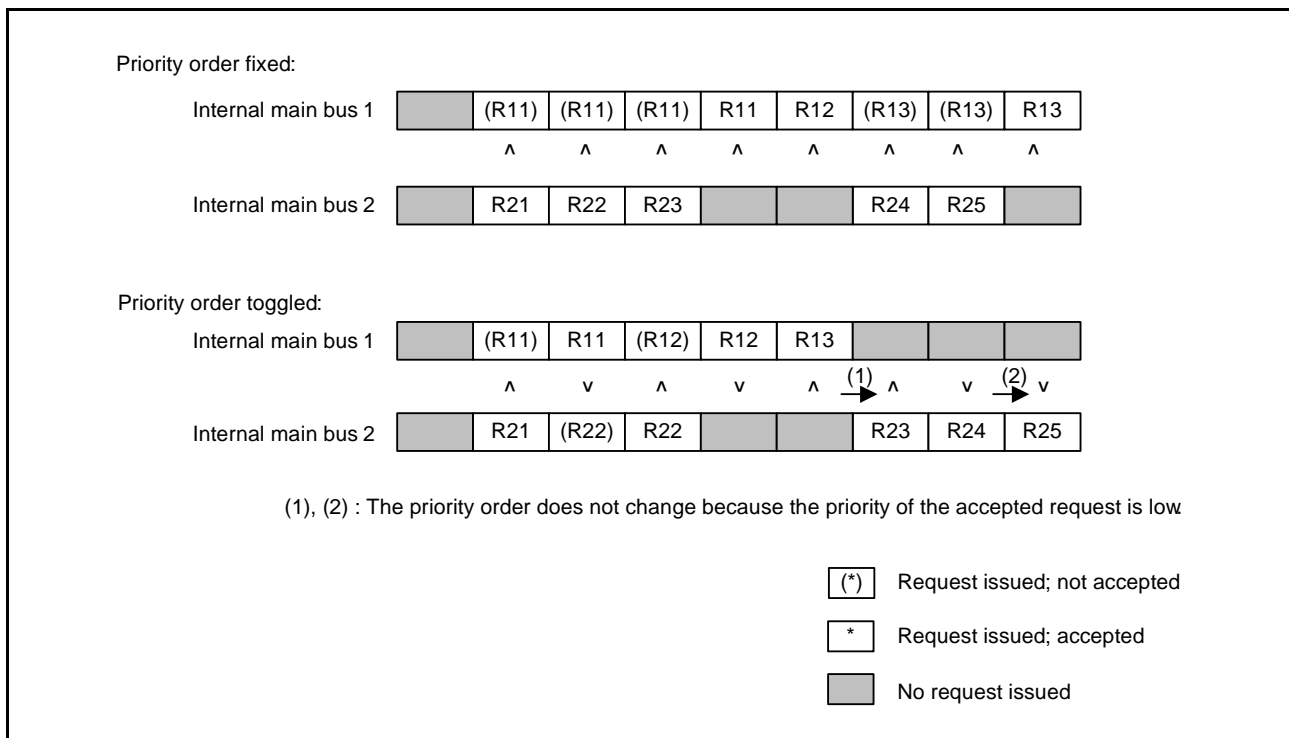 Priority order fixed:
Internal main bus 1 (R11) (R11) (R11) R11 R12 (R13) (R13) R13
^ ^ ^ ^ ^ ^ ^ ^
Internal main bus 2 R21 R22 R23 R24 R25
Priority order toggled:
Internal main bus 1 (R11) R11 (R12) R12 R13
^ v ^ v ^ (1) ^ v (2) v
Internal main bus 2 R21 (R22) R22 R23 R24 R25
(1), (2) : The priority order does not change because the priority of the accepted request is low.
(*) Request issued; not accepted
* Request issued; accepted
No request issued